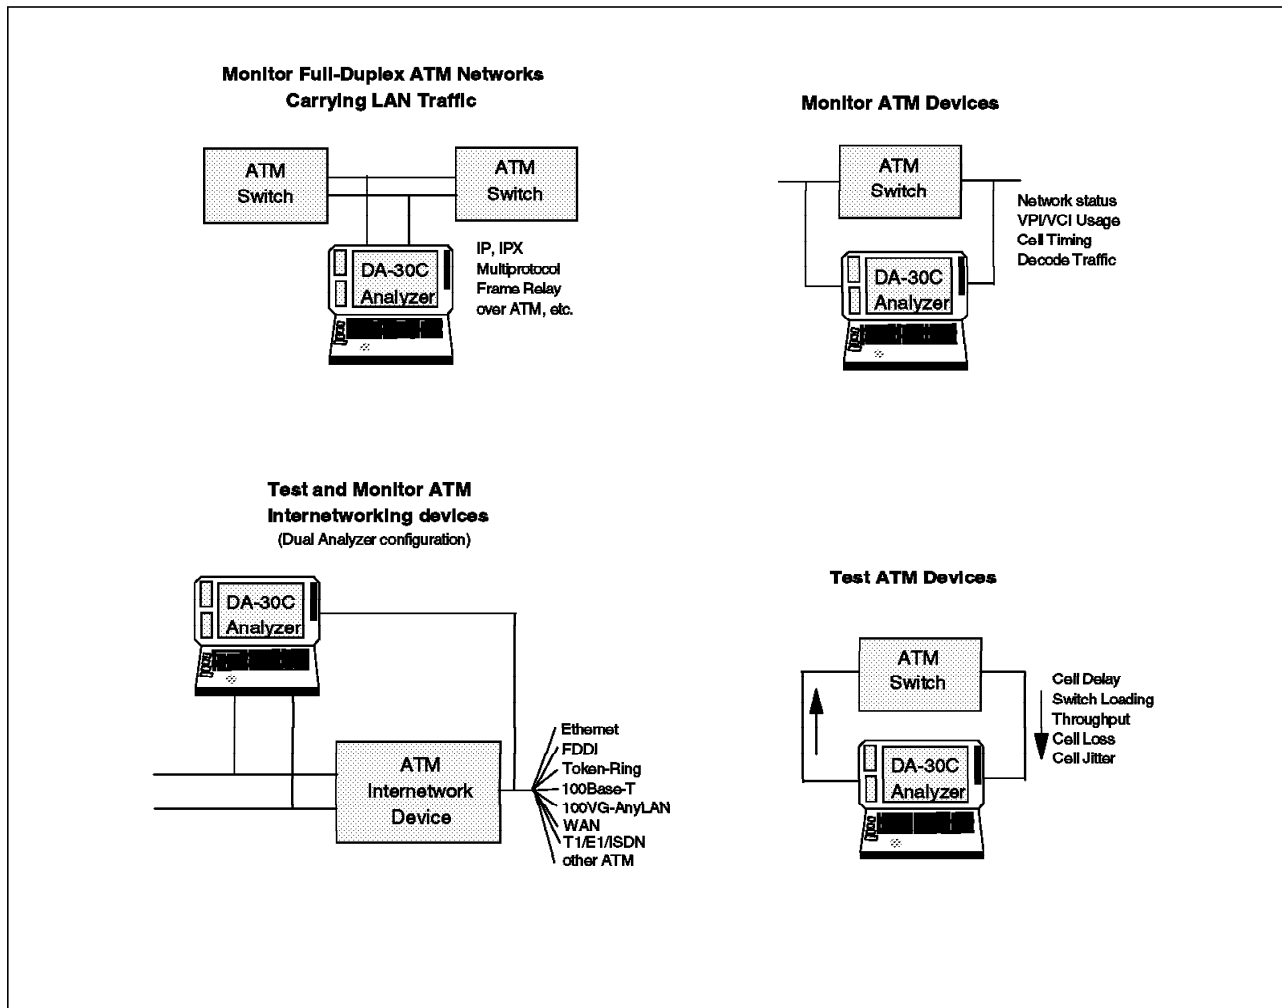 Monitor Full-Duplex ATM Networks
Carrying LAN Traffic
ATM
Switch
ATM
Switch
DA-30C
Analyzer
IP, IPX
Multiprotocol
Frame Relay
over ATM, etc.
Monitor ATM Devices
ATM
Switch
DA-30C
Analyzer
Network status
VPI/VCI Usage
Cell Timing
Decode Traffic
Test and Monitor ATM
Internetworking devices
(Dual Analyzer configuration)
DA-30C
Analyzer
ATM
Internetwork
Device
Ethernet
FDDI
Token-Ring
100Base-T
100VG-AnyLAN
WAN
T1/E1/ISDN
other ATM
Test ATM Devices
ATM
Switch
DA-30C
Analyzer
Cell Delay
Switch Loading
Throughput
Cell Loss
Cell Jitter